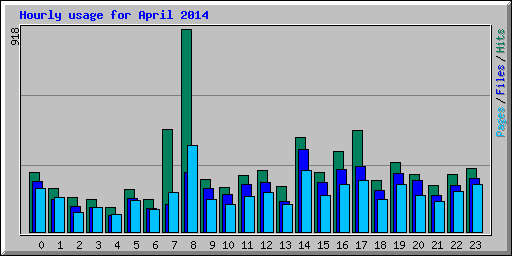 Hourly usage for April 2014
918
Pages / Files / Hits
0 1 2 3 4 5 6 7 8 9 10 11 12 13 14 15 16 17 18 19 20 21 22 23